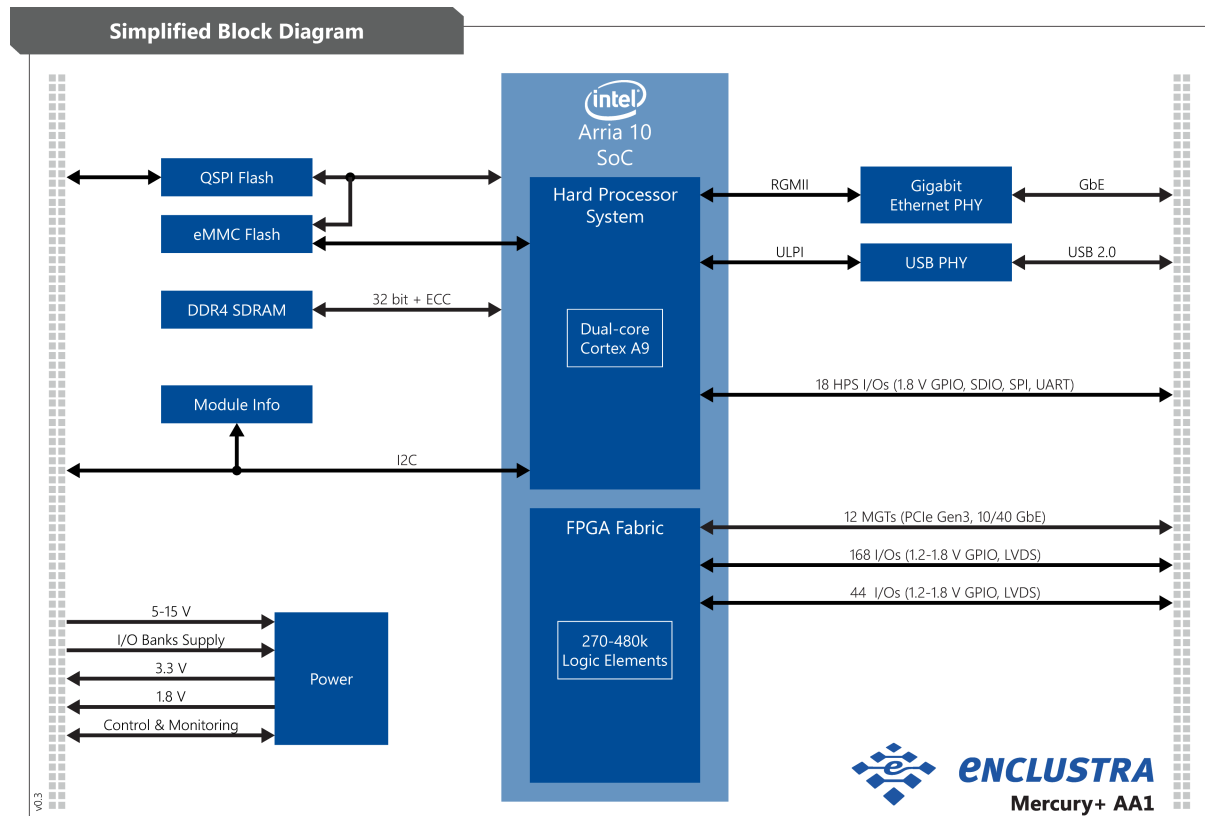 Simplified Block Diagram
intel
Arria 10
SoC
QSPI Flash
eMMC Flash
DDR4 SDRAM
32 bit + ECC
Module Info
I2C
Hard Processor
System
Dual-core
Cortex A9
RGMII
Gigabit
Ethernet PHY
GbE
ULPI
USB PHY
USB 2.0
18 HPS I/Os (1.8 V GPIO, SDIO, SPI, UART)
FPGA Fabric
270-480k
Logic Elements
12 MGTs (PCIe Gen3, 10/40 GbE)
168 I/Os (1.2-1.8 V GPIO, LVDS)
44 I/Os (1.2-1.8 V GPIO, LVDS)
5-15 V
I/O Banks Supply
3.3 V
1.8 V
Control & Monitoring
Power
v0.3
e
ENCLUSTRA
Mercury+ AA1